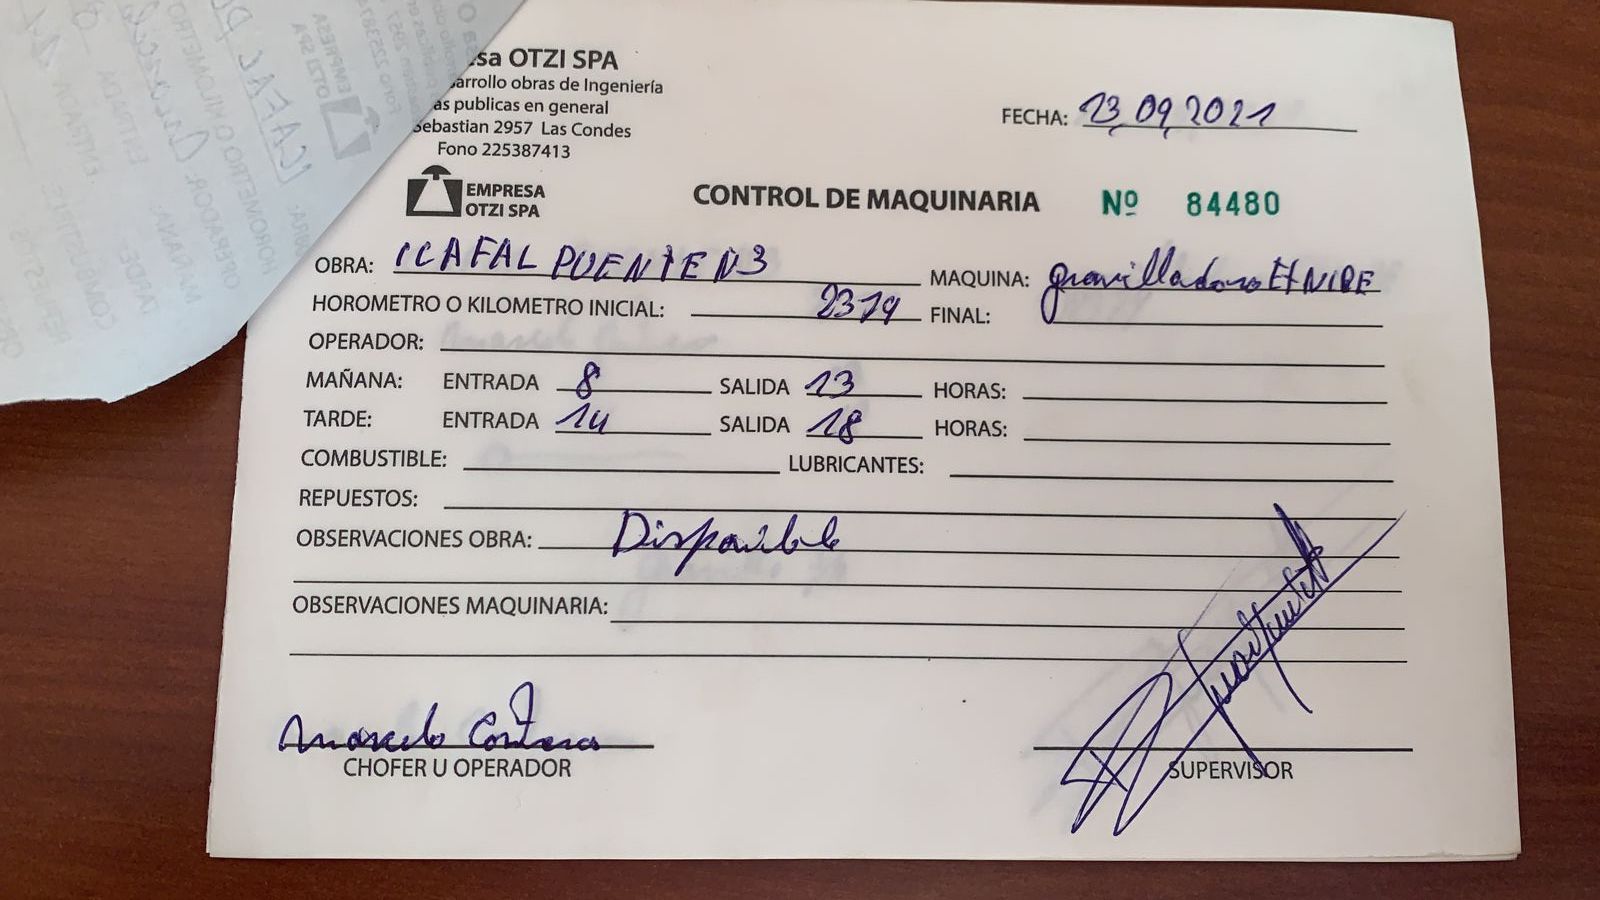 sa OTZI SPA
arrollo obras de Ingeniería
as publicas en general
Sebastian 2957 Las Condes
Fono 225387413
FECHA: 13,09,2021
EMPRESA
OTZI SPA
CONTROL DE MAQUINARIA Nº 84480
OBRA: ICAFAL PUENTE N3 MAQUINA: gravilladora ETNIRE
HOROMETRO O KILOMETRO INICIAL: 2319 FINAL:
OPERADOR:
MAÑANA: ENTRADA 8 SALIDA 13 HORAS:
TARDE: ENTRADA 14 SALIDA 18 HORAS:
COMBUSTIBLE: LUBRICANTES:
REPUESTOS:
OBSERVACIONES OBRA: Disponible
OBSERVACIONES MAQUINARIA:
Marcelo Contreras
CHOFER U OPERADOR SUPERVISOR